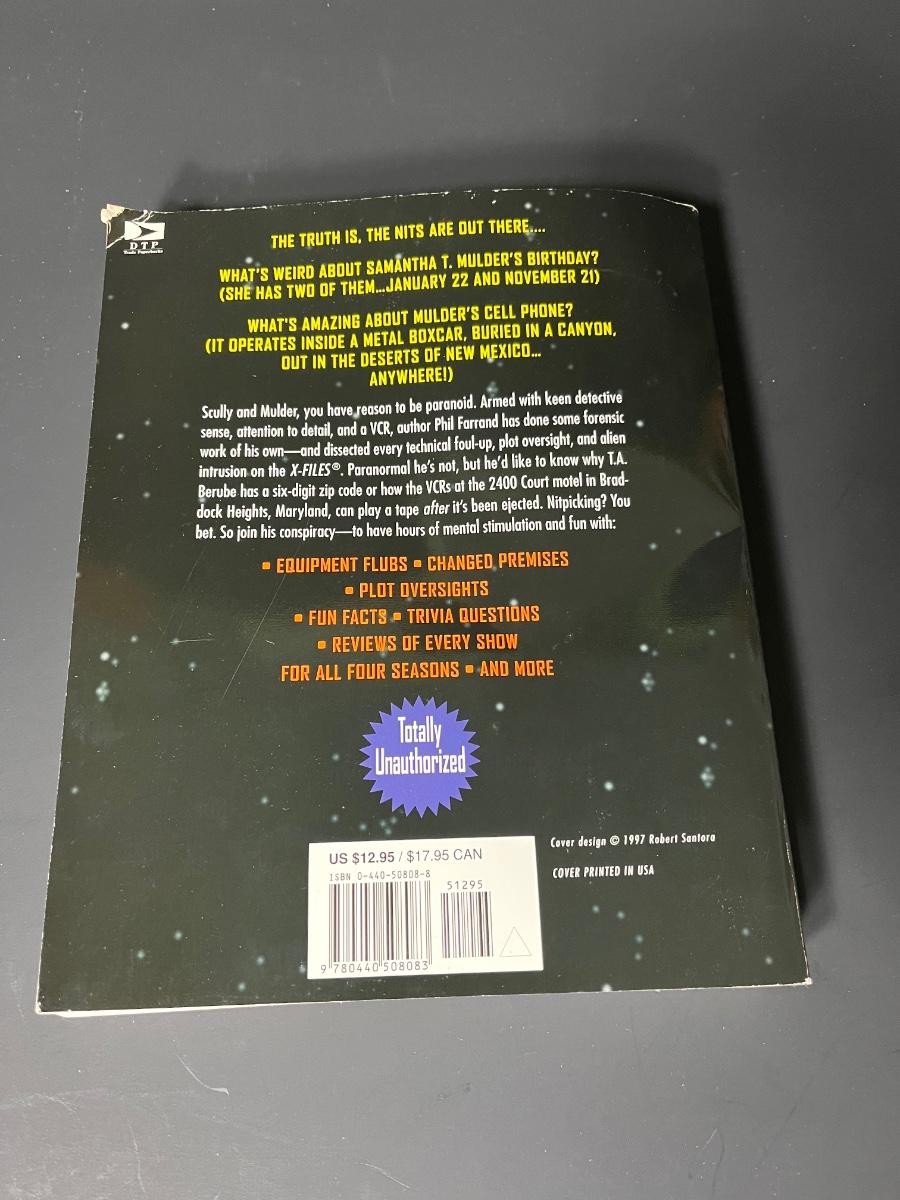 DTP
Trade Paperbacks
THE TRUTH IS, THE NITS ARE OUT THERE....
WHAT'S WEIRD ABOUT SAMANTHA T. MULDER'S BIRTHDAY?
(SHE HAS TWO OF THEM...JANUARY 22 AND NOVEMBER 21)
WHAT'S AMAZING ABOUT MULDER'S CELL PHONE?
(IT OPERATES INSIDE A METAL BOXCAR, BURIED IN A CANYON,
OUT IN THE DESERTS OF NEW MEXICO...
ANYWHERE!)
Scully and Mulder, you have reason to be paranoid. Armed with keen detective
sense, attention to detail, and a VCR, author Phil Farrand has done some forensic
work of his own—and dissected every technical foul-up, plot oversight, and alien
intrusion on the X-FILES®. Paranormal he's not, but he'd like to know why T.A.
Berube has a six-digit zip code or how the VCRs at the 2400 Court motel in Brad-
dock Heights, Maryland, can play a tape after it's been ejected. Nitpicking? You
bet. So join his conspiracy—to have hours of mental stimulation and fun with:
▪ EQUIPMENT FLUBS ▪ CHANGED PREMISES
▪ PLOT OVERSIGHTS
▪ FUN FACTS ▪ TRIVIA QUESTIONS
▪ REVIEWS OF EVERY SHOW
FOR ALL FOUR SEASONS ▪ AND MORE
Totally
Unauthorized
US $12.95 / $17.95 CAN
ISBN 0-440-50808-8
51295
9 780440 508083
Cover design © 1997 Robert Santora
COVER PRINTED IN USA